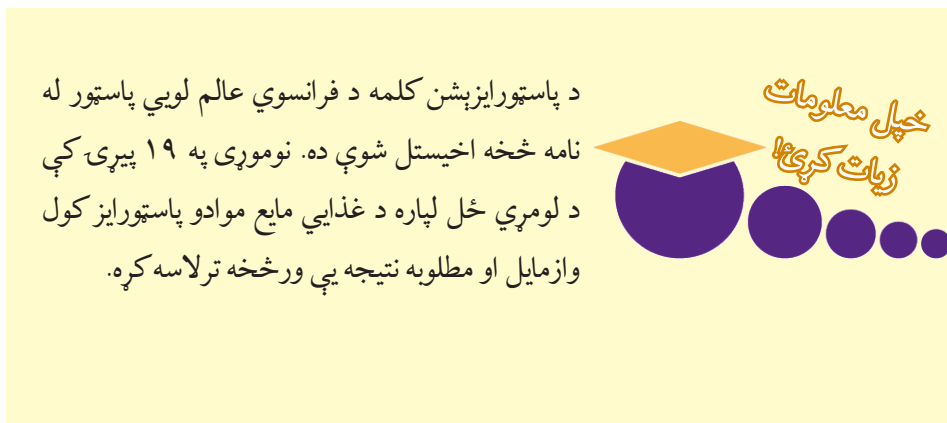 خپل معلومات
زيات کړئ!
د پاسټورايزېشن کلمه د فرانسوي عالم لويي پاسټور له
نامه څخه اخيستل شوې ده. نوموړی په ۱۹ پيړۍ کې
د لومړي ځل لپاره د غذايي مايع موادو پاسټورايز کول
وازمايل او مطلوبه نتيجه يې ورڅخه ترلاسه کړه.